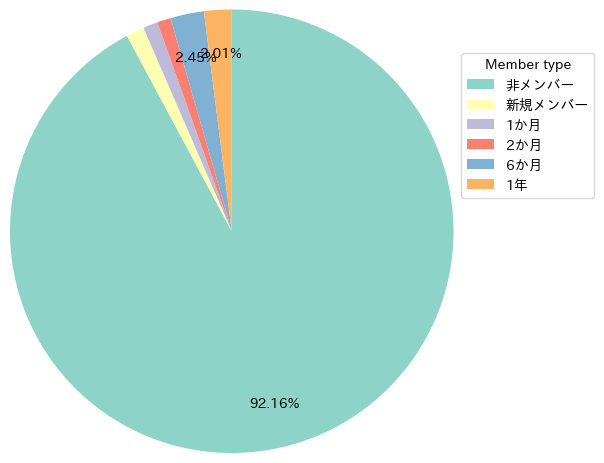 2.45%
2.01%
92.16%
Member type
非メンバー
新規メンバー
1か月
2か月
6か月
1年